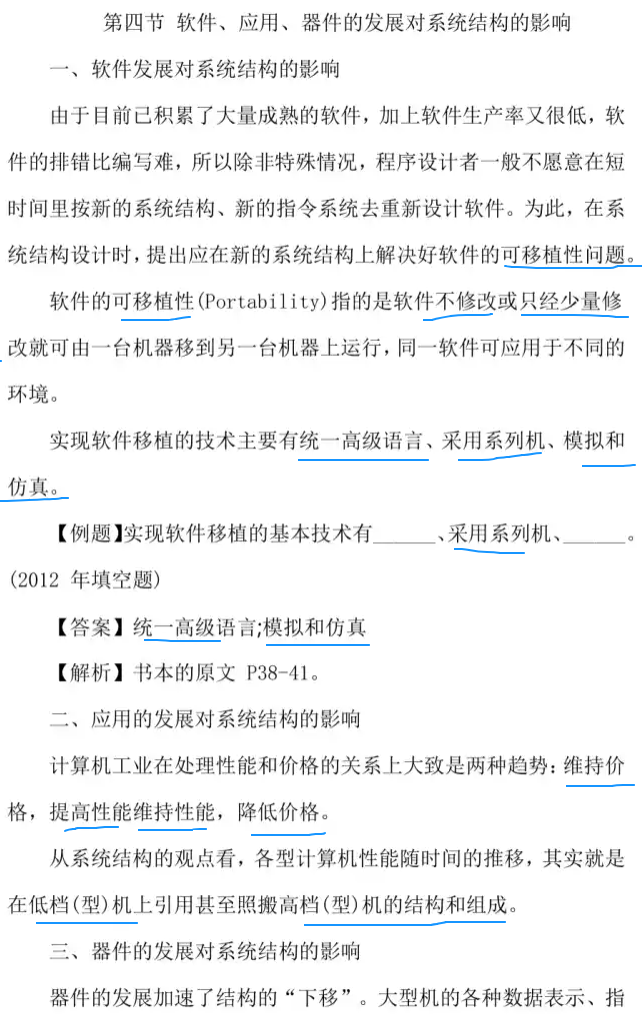 第四节 软件、应用、器件的发展对系统结构的影响
一、软件发展对系统结构的影响
由于目前已积累了大量成熟的软件，加上软件生产率又很低，软
件的排错比编写难，所以除非特殊情况，程序设计者一般不愿意在短
时间里按新的系统结构、新的指令系统去重新设计软件。为此，在系
统结构设计时，提出应在新的系统结构上解决好软件的可移植性问题。
软件的可移植性(Portability)指的是软件不修改或只经少量修
改就可由一台机器移到另一台机器上运行，同一软件可应用于不同的
环境。
实现软件移植的技术主要有统一高级语言、采用系列机、模拟和
仿真。
【例题】实现软件移植的基本技术有______、采用系列机、______。
(2012 年填空题)
【答案】统一高级语言;模拟和仿真
【解析】书本的原文 P38-41。
二、应用的发展对系统结构的影响
计算机工业在处理性能和价格的关系上大致是两种趋势：维持价
格，提高性能维持性能，降低价格。
从系统结构的观点看，各型计算机性能随时间的推移，其实就是
在低档(型)机上引用甚至照搬高档(型)机的结构和组成。
三、器件的发展对系统结构的影响
器件的发展加速了结构的“下移”。大型机的各种数据表示、指